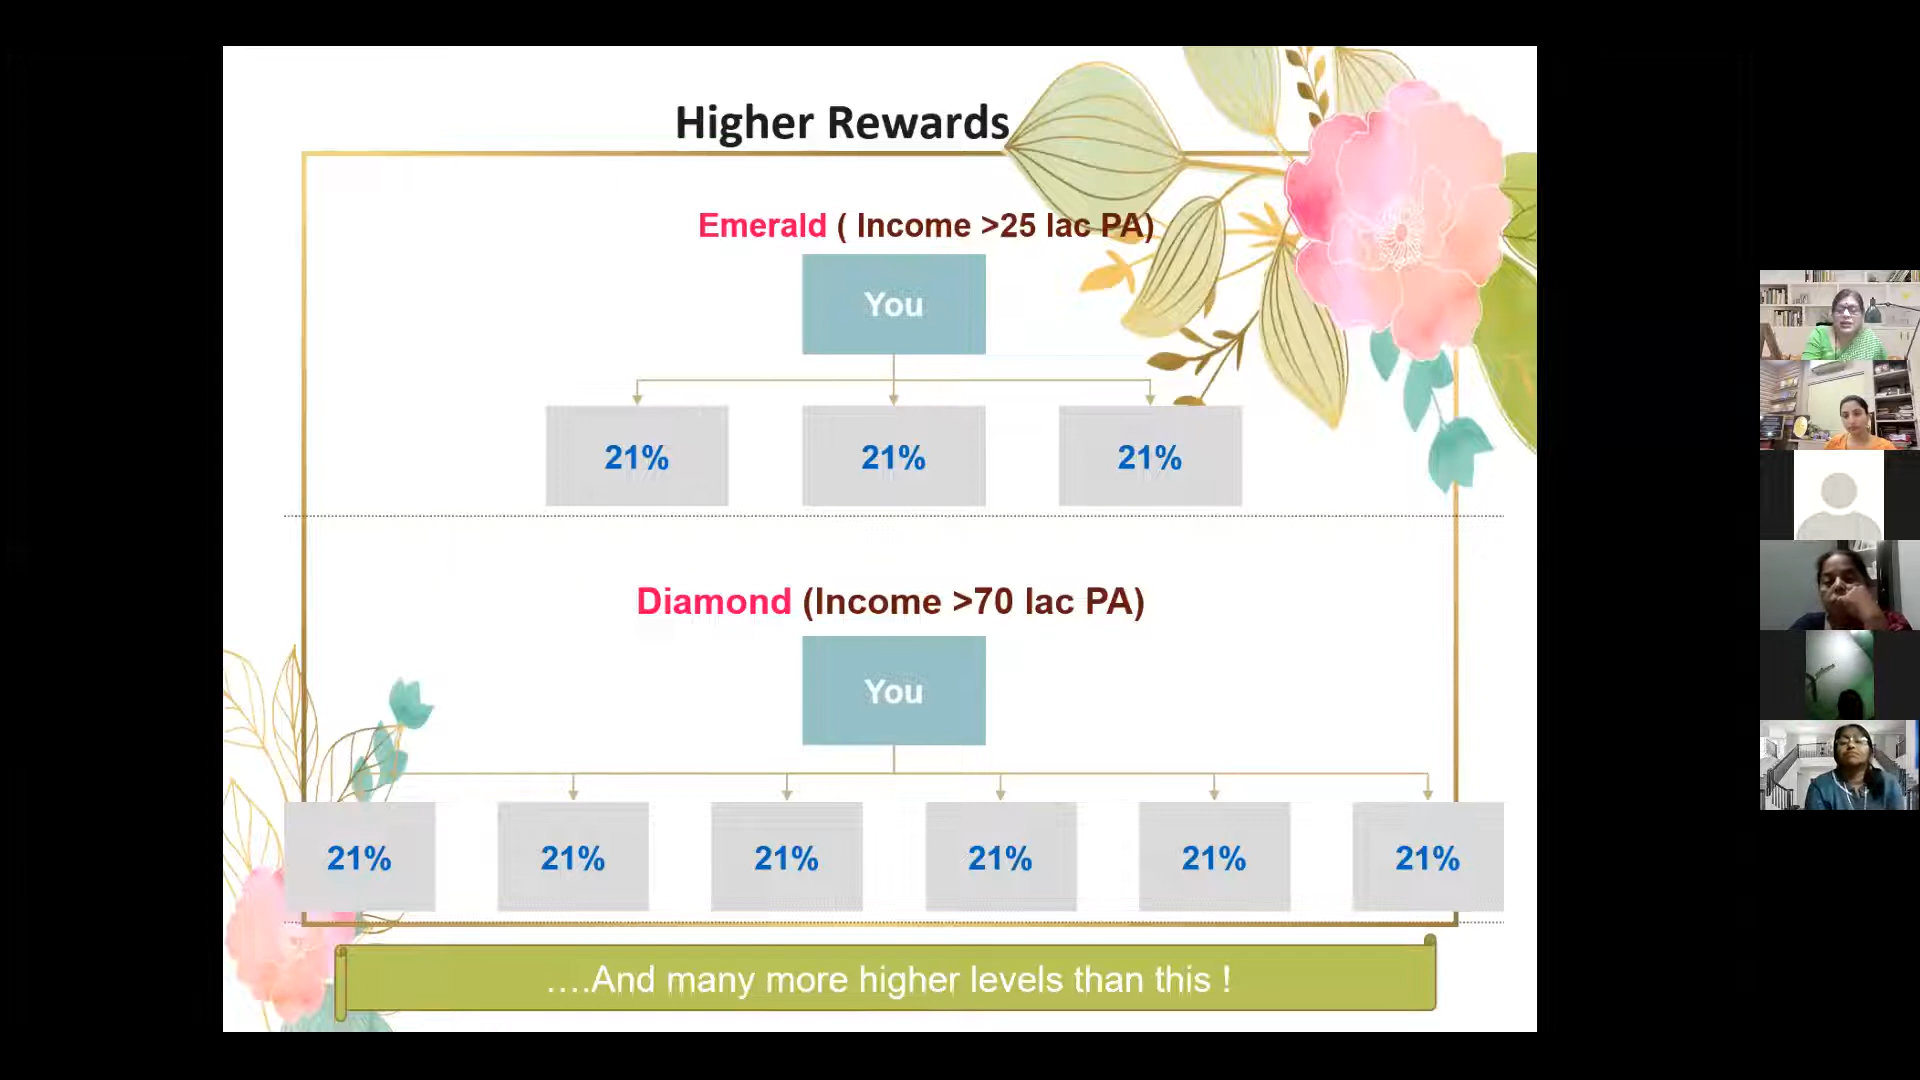 Higher Rewards
Emerald ( Income >25 lac PA)
You
21% 21% 21%
Diamond (Income >70 lac PA)
You
21% 21% 21% 21% 21% 21%
....And many more higher levels than this !